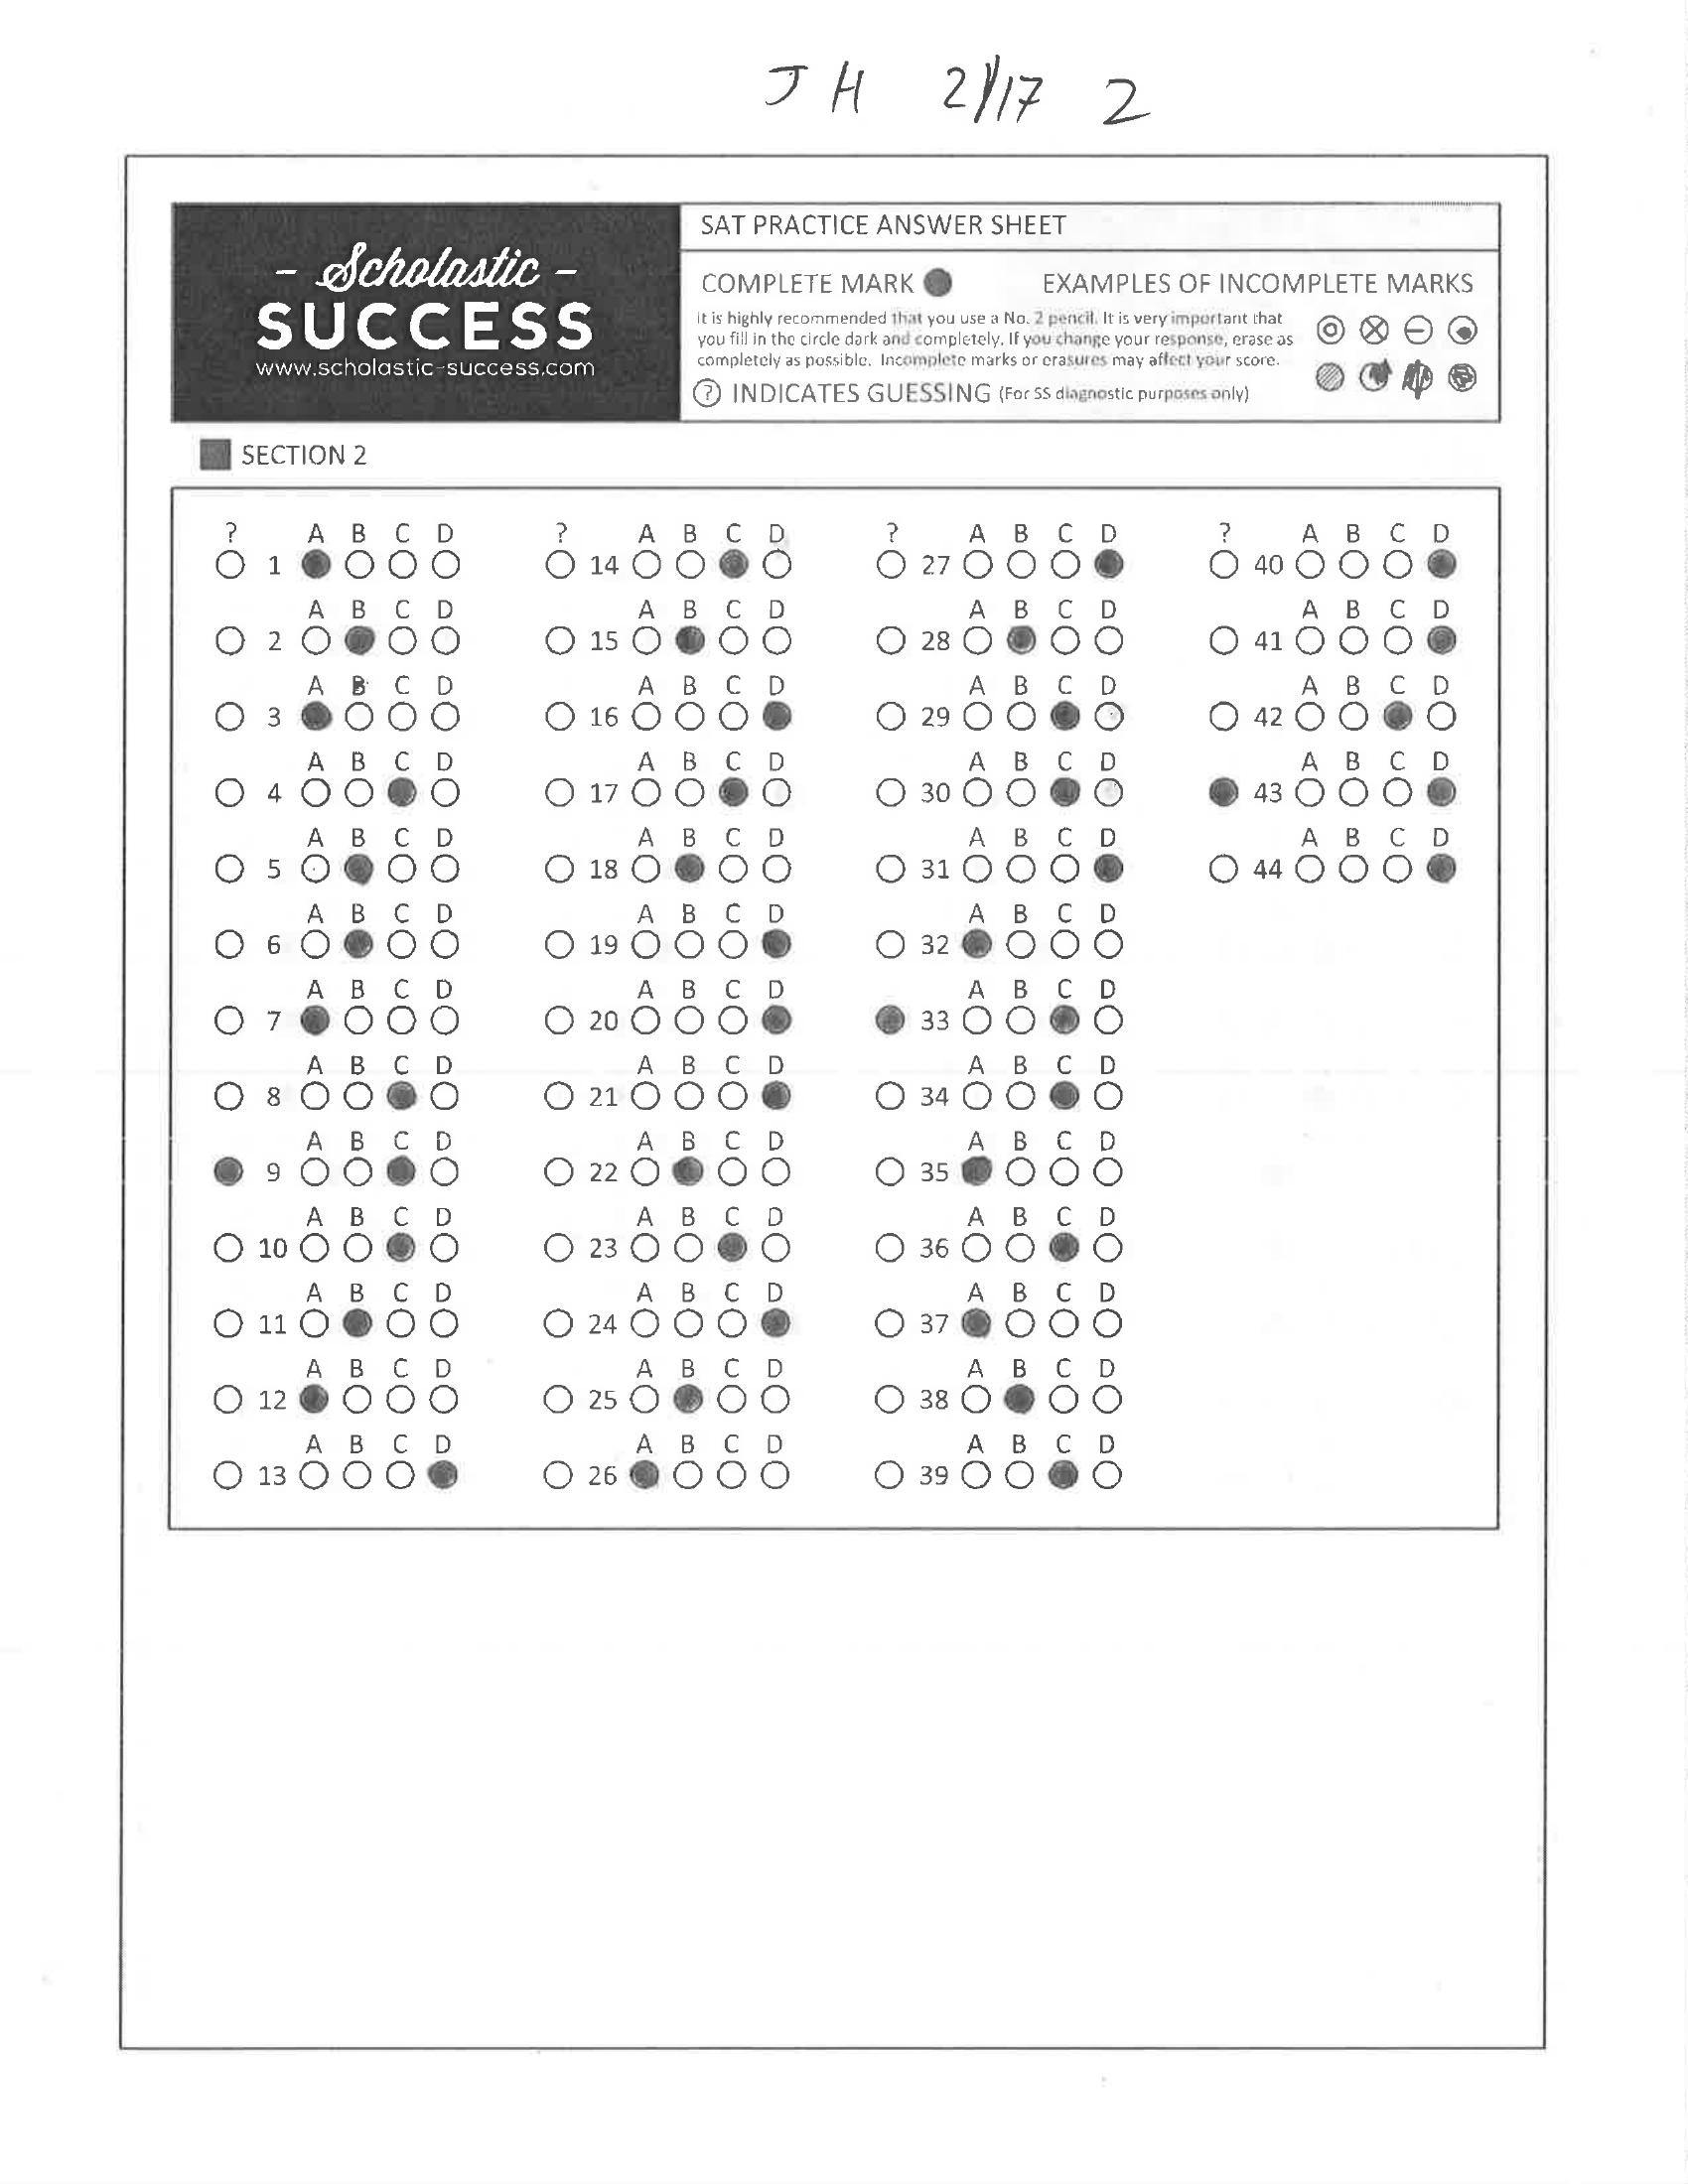 J H 2/17 2
- Scholastic -
SUCCESS
www.scholastic-success.com
SAT PRACTICE ANSWER SHEET
COMPLETE MARK EXAMPLES OF INCOMPLETE MARKS
It is highly recommended that you use a No. 2 pencil. It is very important that
you fill in the circle dark and completely. If you change your response, erase as
completely as possible. Incomplete marks or erasures may affect your score.
? INDICATES GUESSING (For SS diagnostic purposes only)
SECTION 2
? A B C D ? A B C D ? A B C D ? A B C D
1 14 27 40
A B C D A B C D A B C D A B C D
2 15 28 41
A B C D A B C D A B C D A B C D
3 16 29 42
A B C D A B C D A B C D A B C D
4 17 30 43
A B C D A B C D A B C D A B C D
5 18 31 44
A B C D A B C D A B C D
6 19 32
A B C D A B C D A B C D
7 20 33
A B C D A B C D A B C D
8 21 34
A B C D A B C D A B C D
9 22 35
A B C D A B C D A B C D
10 23 36
A B C D A B C D A B C D
11 24 37
A B C D A B C D A B C D
12 25 38
A B C D A B C D A B C D
13 26 39